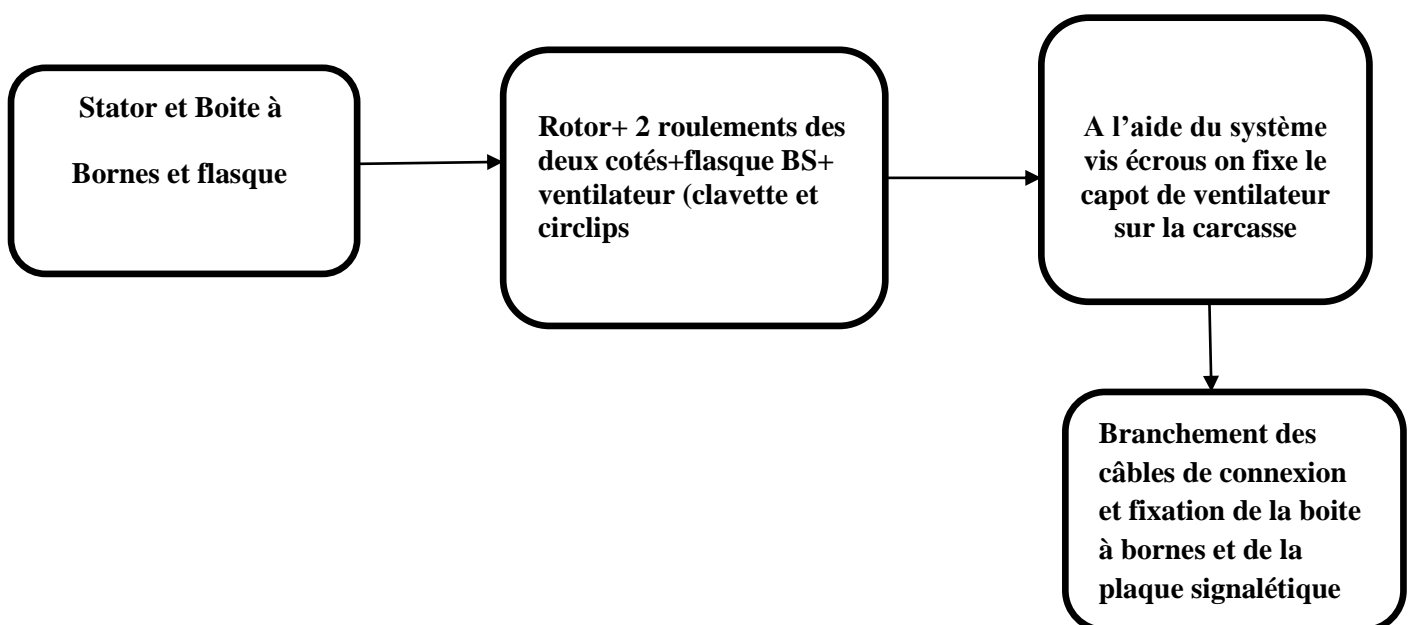 Stator et Boite à
Bornes et flasque
Rotor+ 2 roulements des
deux cotés+flasque BS+
ventilateur (clavette et
circlips
A l’aide du système
vis écrous on fixe le
capot de ventilateur
sur la carcasse
Branchement des
câbles de connexion
et fixation de la boite
à bornes et de la
plaque signalétique